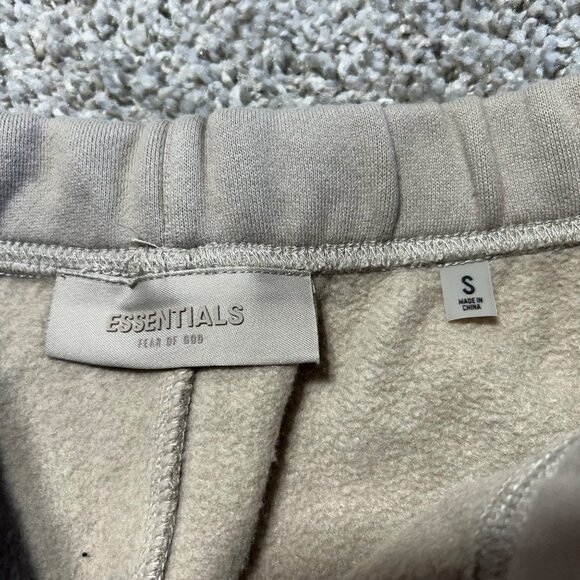 ESSENTIALS
FEAR OF GOD
S
MADE IN
CHINA